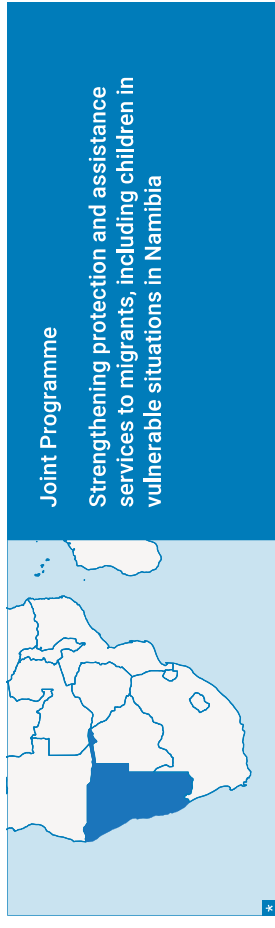 Joint Programme
Strengthening protection and assistance
services to migrants, including children in
vulnerable situations in Namibia
*